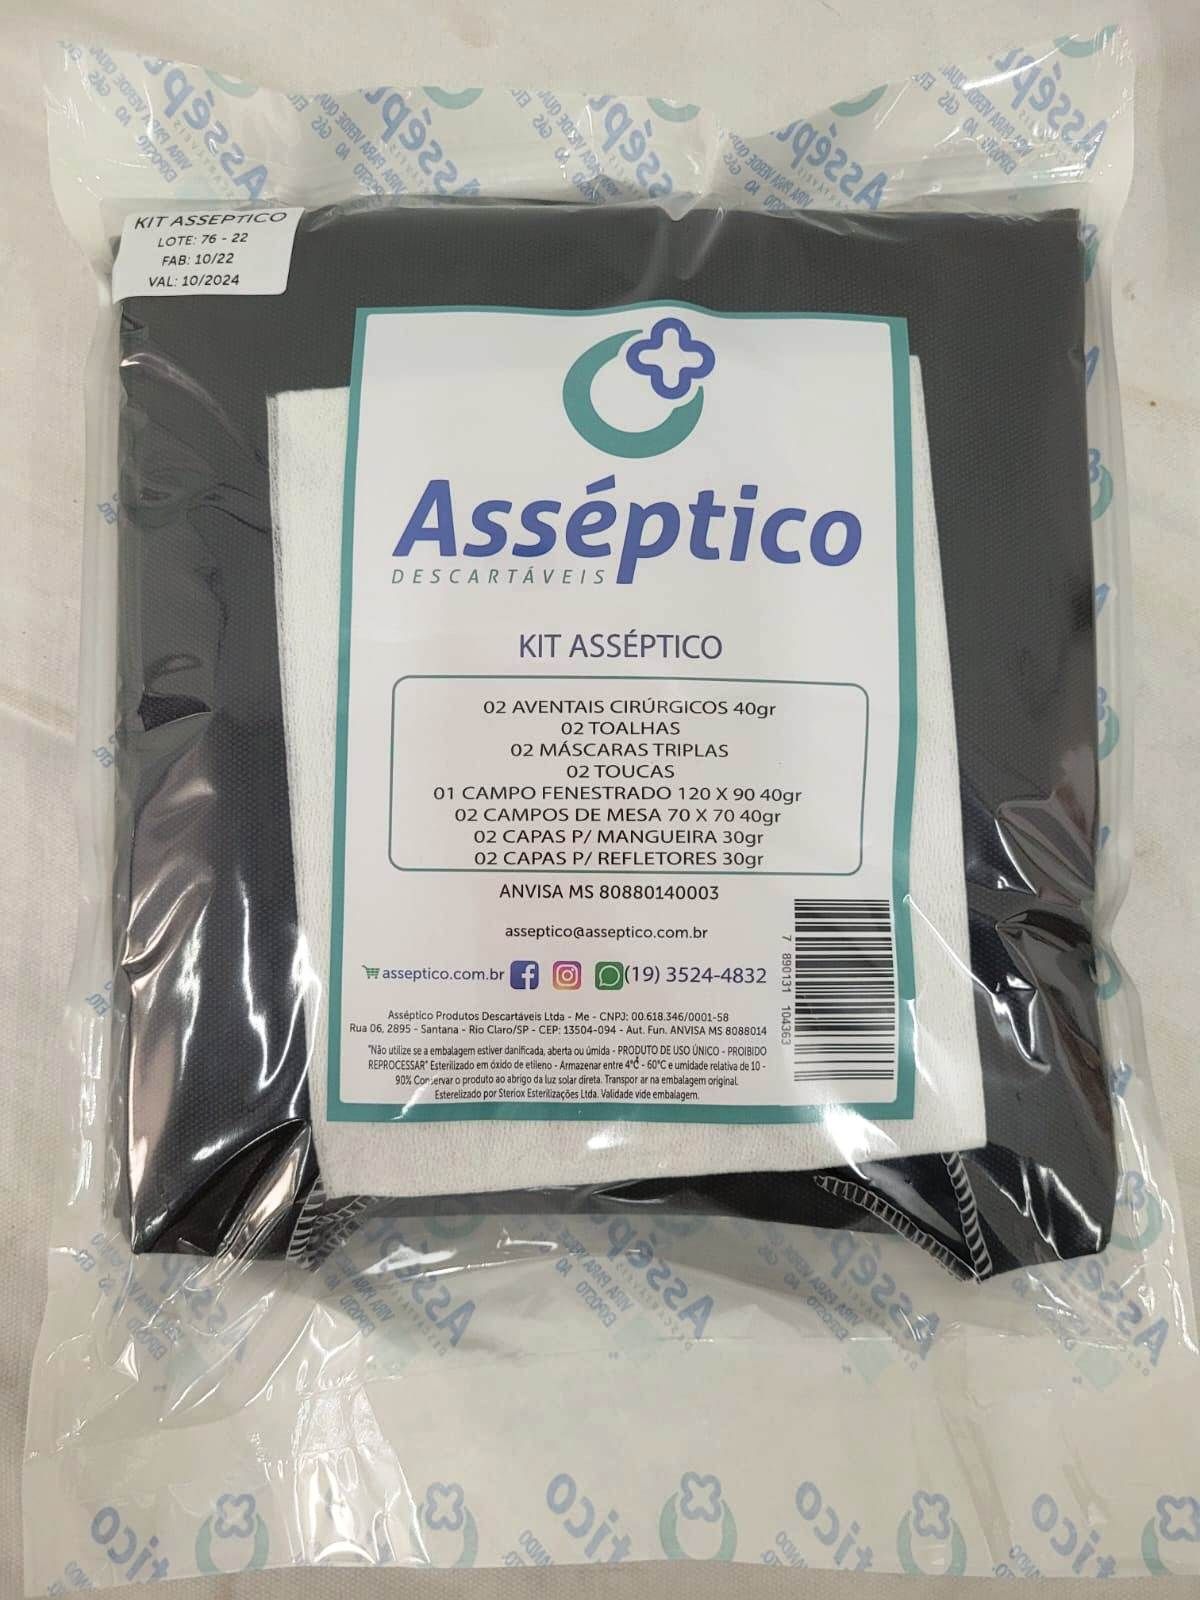 KIT ASSEPTICO
LOTE: 76 - 22
FAB: 10/22
VAL: 10/2024
Asséptico
DESCARTÁVEIS
KIT ASSÉPTICO
02 AVENTAIS CIRÚRGICOS 40gr
02 TOALHAS
02 MÁSCARAS TRIPLAS
02 TOUCAS
01 CAMPO FENESTRADO 120 X 90 40gr
02 CAMPOS DE MESA 70 X 70 40gr
02 CAPAS P/ MANGUEIRA 30gr
02 CAPAS P/ REFLETORES 30gr
ANVISA MS 80880140003
asseptico@asseptico.com.br
asseptico.com.br (19) 3524-4832
Asséptico Produtos Descartáveis Ltda - Me - CNPJ: 00.618.346/0001-58
Rua 06, 2895 - Santana - Rio Claro/SP - CEP: 13504-094 - Aut. Fun. ANVISA MS 8088014
"Não utilize se a embalagem estiver danificada, aberta ou úmida - PRODUTO DE USO ÚNICO - PROIBIDO
REPROCESSAR" Esterilizado em óxido de etileno - Armazenar entre 4°C - 60°C e umidade relativa de 10 -
90% Conservar o produto ao abrigo da luz solar direta. Transpor ar na embalagem original.
Esterelizado por Steriox Esterilizações Ltda. Validade vide embalagem.
7 890131 104363